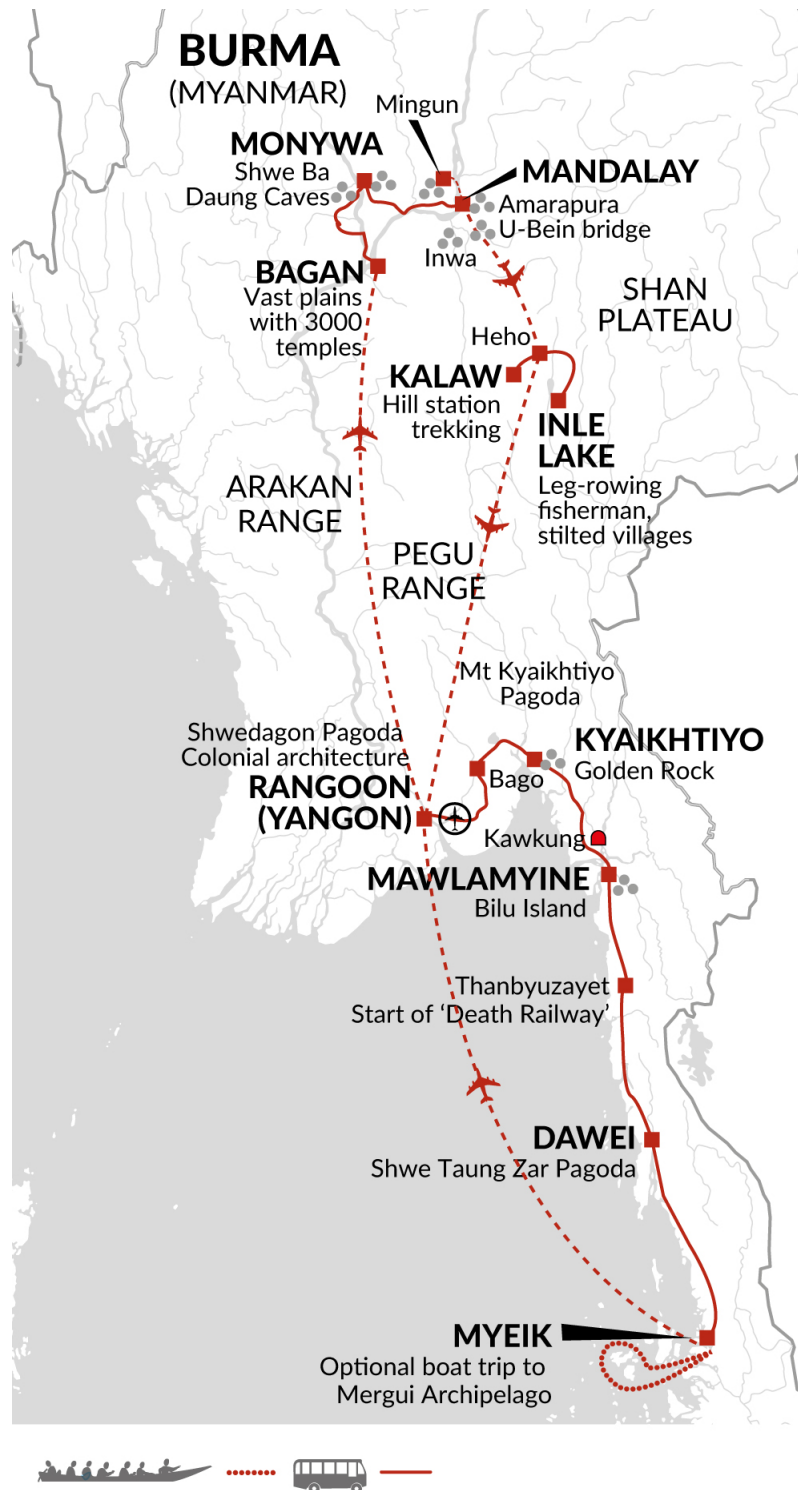 BURMA
(MYANMAR)
Mingun
MONYWA
Shwe Ba
Daung Caves
MANDALAY
Amarapura
U-Bein bridge
Inwa
BAGAN
Vast plains
with 3000
temples
SHAN
PLATEAU
Heho
KALAW
Hill station
trekking
INLE
LAKE
Leg-rowing
fisherman,
stilted villages
ARAKAN
RANGE
PEGU
RANGE
Mt Kyaikhtiyo
Pagoda
Shwedagon Pagoda
Colonial architecture
RANGOON
(YANGON)
KYAIKHTIYO
Golden Rock
Bago
Kawkung
MAWLAMYINE
Bilu Island
Thanbyuzayet
Start of ‘Death Railway’
DAWEI
Shwe Taung Zar Pagoda
MYEIK
Optional boat trip to
Mergui Archipelago